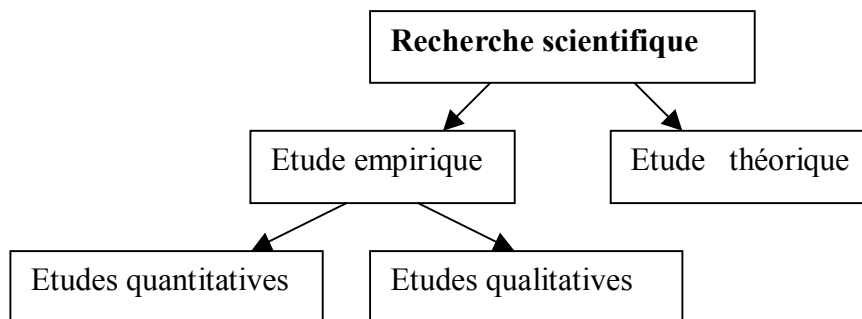 Recherche scientifique
Etude empirique
Etude théorique
Etudes quantitatives
Etudes qualitatives